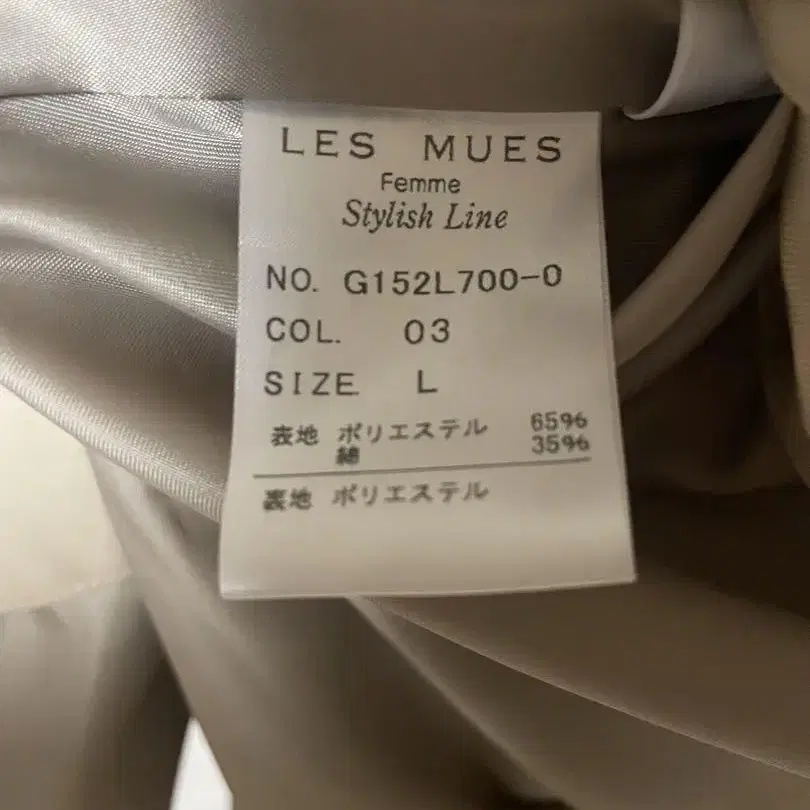 LES MUES
Femme
Stylish Line
NO. G152L700-0
COL. 03
SIZE. L
表地 ポリエステル 65%
綿 35%
裏地 ポリエステル